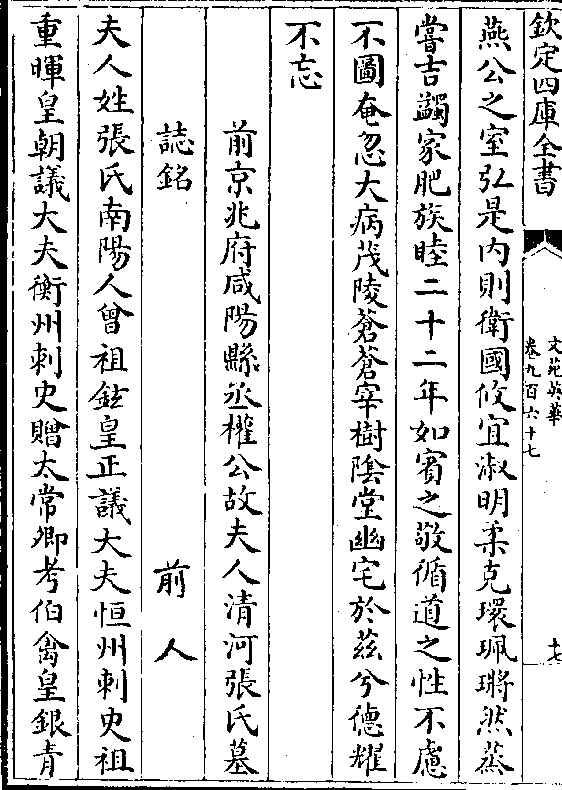 欽定四庫全書
文苑英華
卷九百六十七
十七
燕公之室弘是内則衛國攸宜淑明柔克環珮瑲然蒸
嘗吉蠲家肥族睦二十二年如賓之敬循道之性不慮
不圖奄忽大病茂陵蒼蒼宰樹陰堂幽宅於兹兮德耀
不忘
前京兆府咸陽縣丞權公故夫人清河張氏墓
誌銘
前人
夫人姓張氏南陽人曾祖鉉皇正議大夫恒州刺史祖
重暉皇朝議大夫衡州刺史贈太常卿考伯禽皇銀青